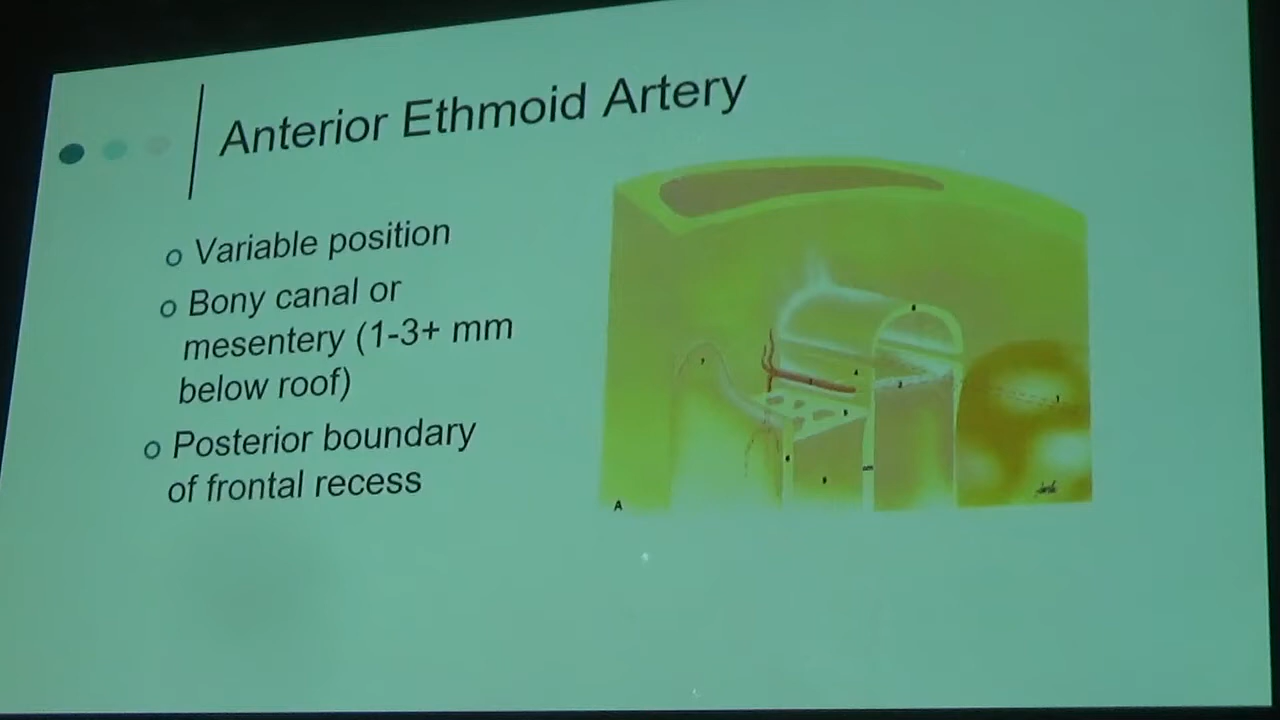 Anterior Ethmoid Artery
Variable position
Bony canal or
mesentery (1-3+ mm
below roof)
Posterior boundary
of frontal recess
A